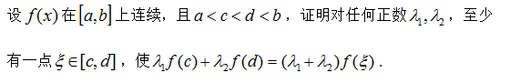 设 f(x) 在 [a,b] 上连续，且 a < c < d < b，证明对任何正数 λ₁,λ₂，至少
有一点 ξ∈[c,d]，使 λ₁f(c)+λ₂f(d)=(λ₁+λ₂)f(ξ).